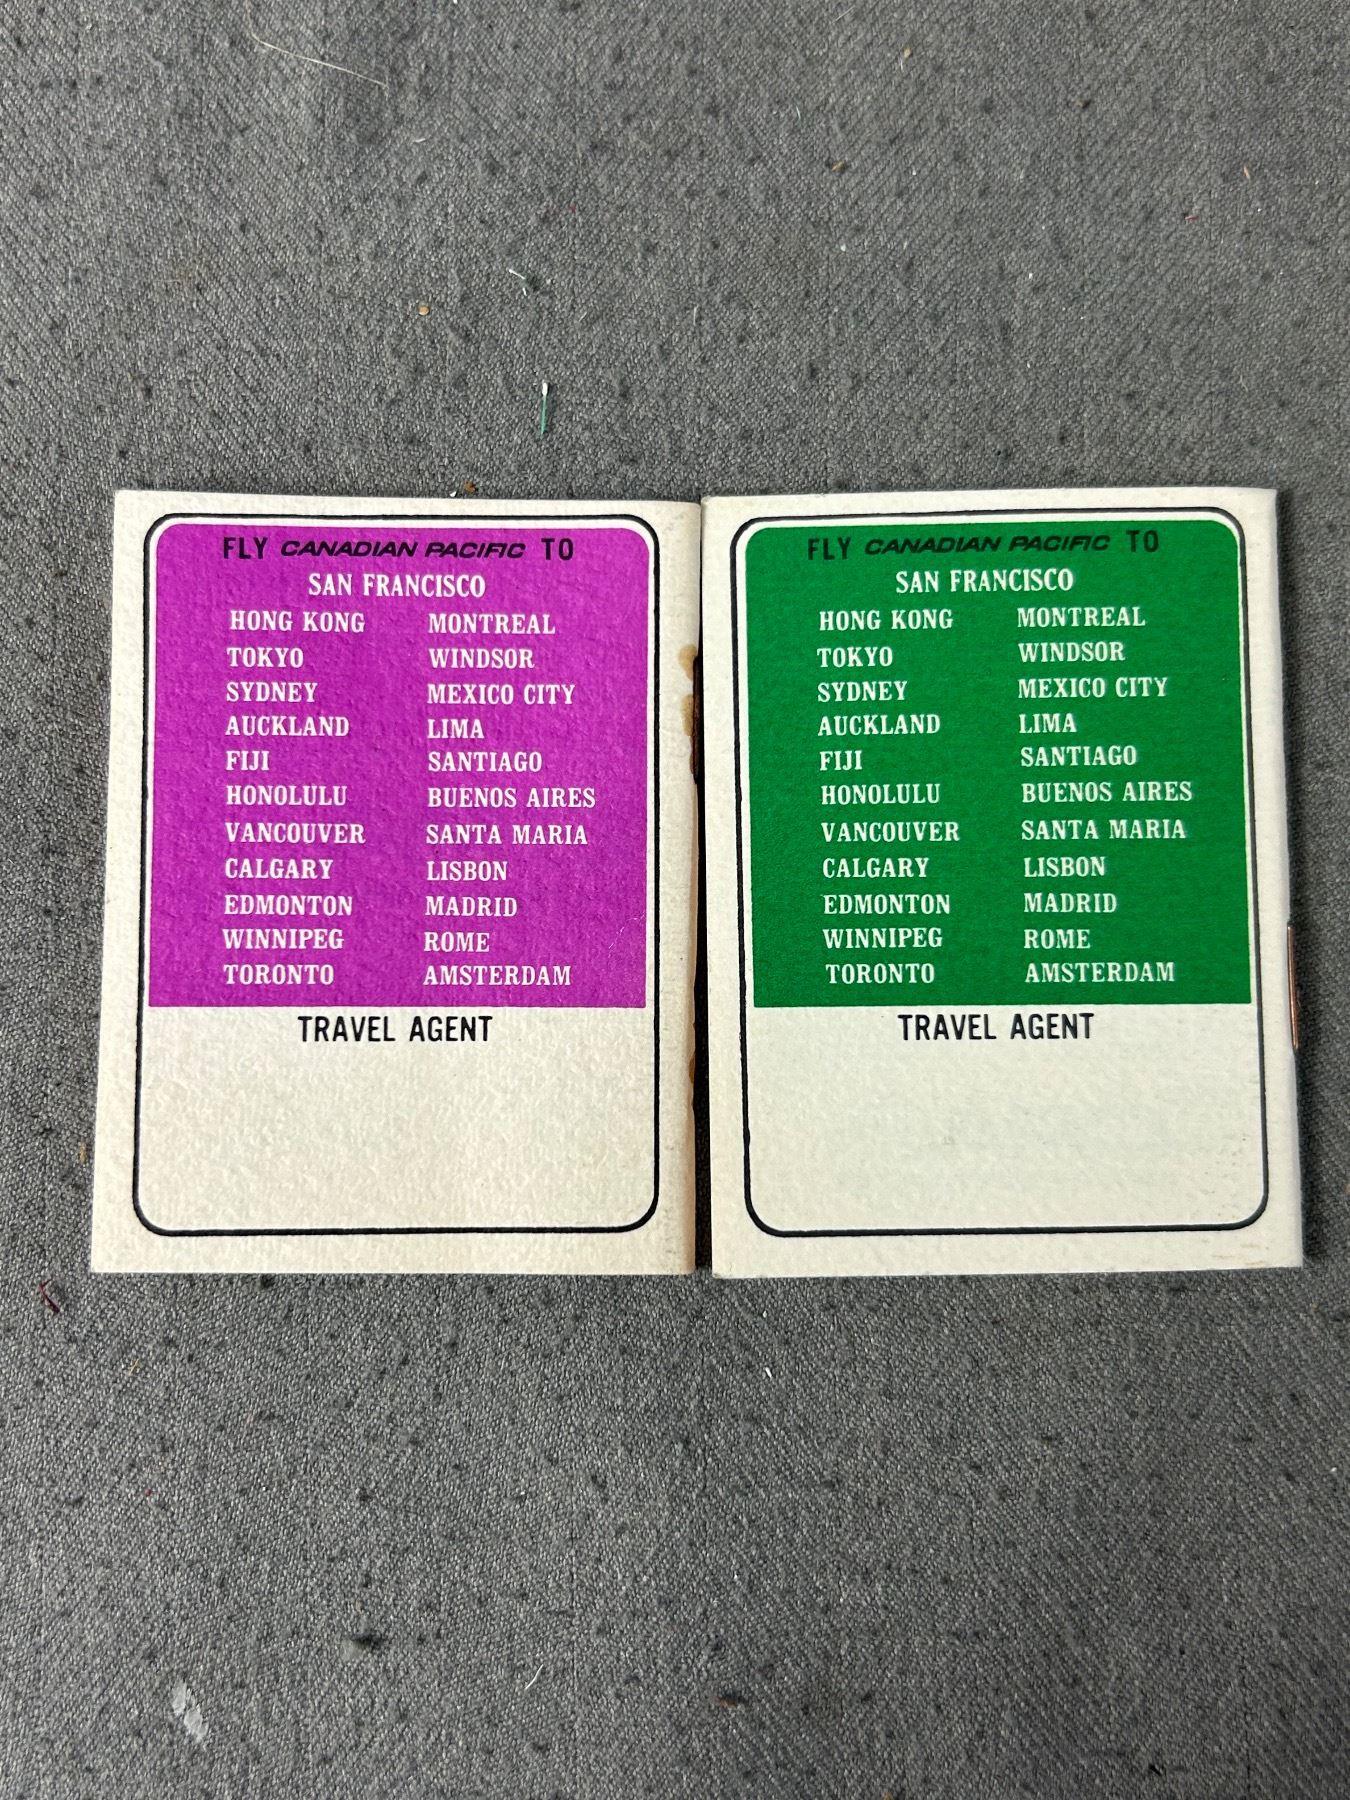 FLY CANADIAN PACIFIC TO
SAN FRANCISCO
HONG KONG MONTREAL
TOKYO WINDSOR
SYDNEY MEXICO CITY
AUCKLAND LIMA
FIJI SANTIAGO
HONOLULU BUENOS AIRES
VANCOUVER SANTA MARIA
CALGARY LISBON
EDMONTON MADRID
WINNIPEG ROME
TORONTO AMSTERDAM
TRAVEL AGENT
FLY CANADIAN PACIFIC TO
SAN FRANCISCO
HONG KONG MONTREAL
TOKYO WINDSOR
SYDNEY MEXICO CITY
AUCKLAND LIMA
FIJI SANTIAGO
HONOLULU BUENOS AIRES
VANCOUVER SANTA MARIA
CALGARY LISBON
EDMONTON MADRID
WINNIPEG ROME
TORONTO AMSTERDAM
TRAVEL AGENT